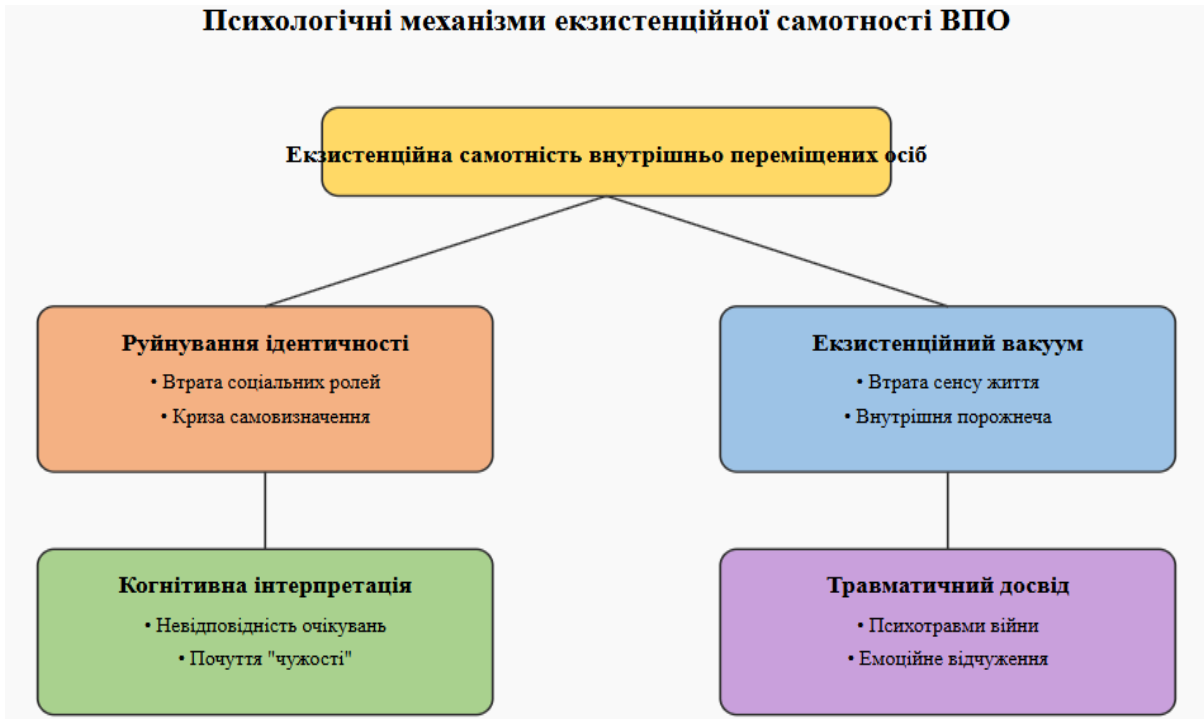 Психологічні механізми екзистенційної самотності ВПО
Екзистенційна самотність внутрішньо переміщених осіб
Руйнування ідентичності
• Втрата соціальних ролей
• Криза самовизначення
Екзистенційний вакуум
• Втрата сенсу життя
• Внутрішня порожнеча
Когнітивна інтерпретація
• Невідповідність очікувань
• Почуття "чужості"
Травматичний досвід
• Психотравми війни
• Емоційне відчуження